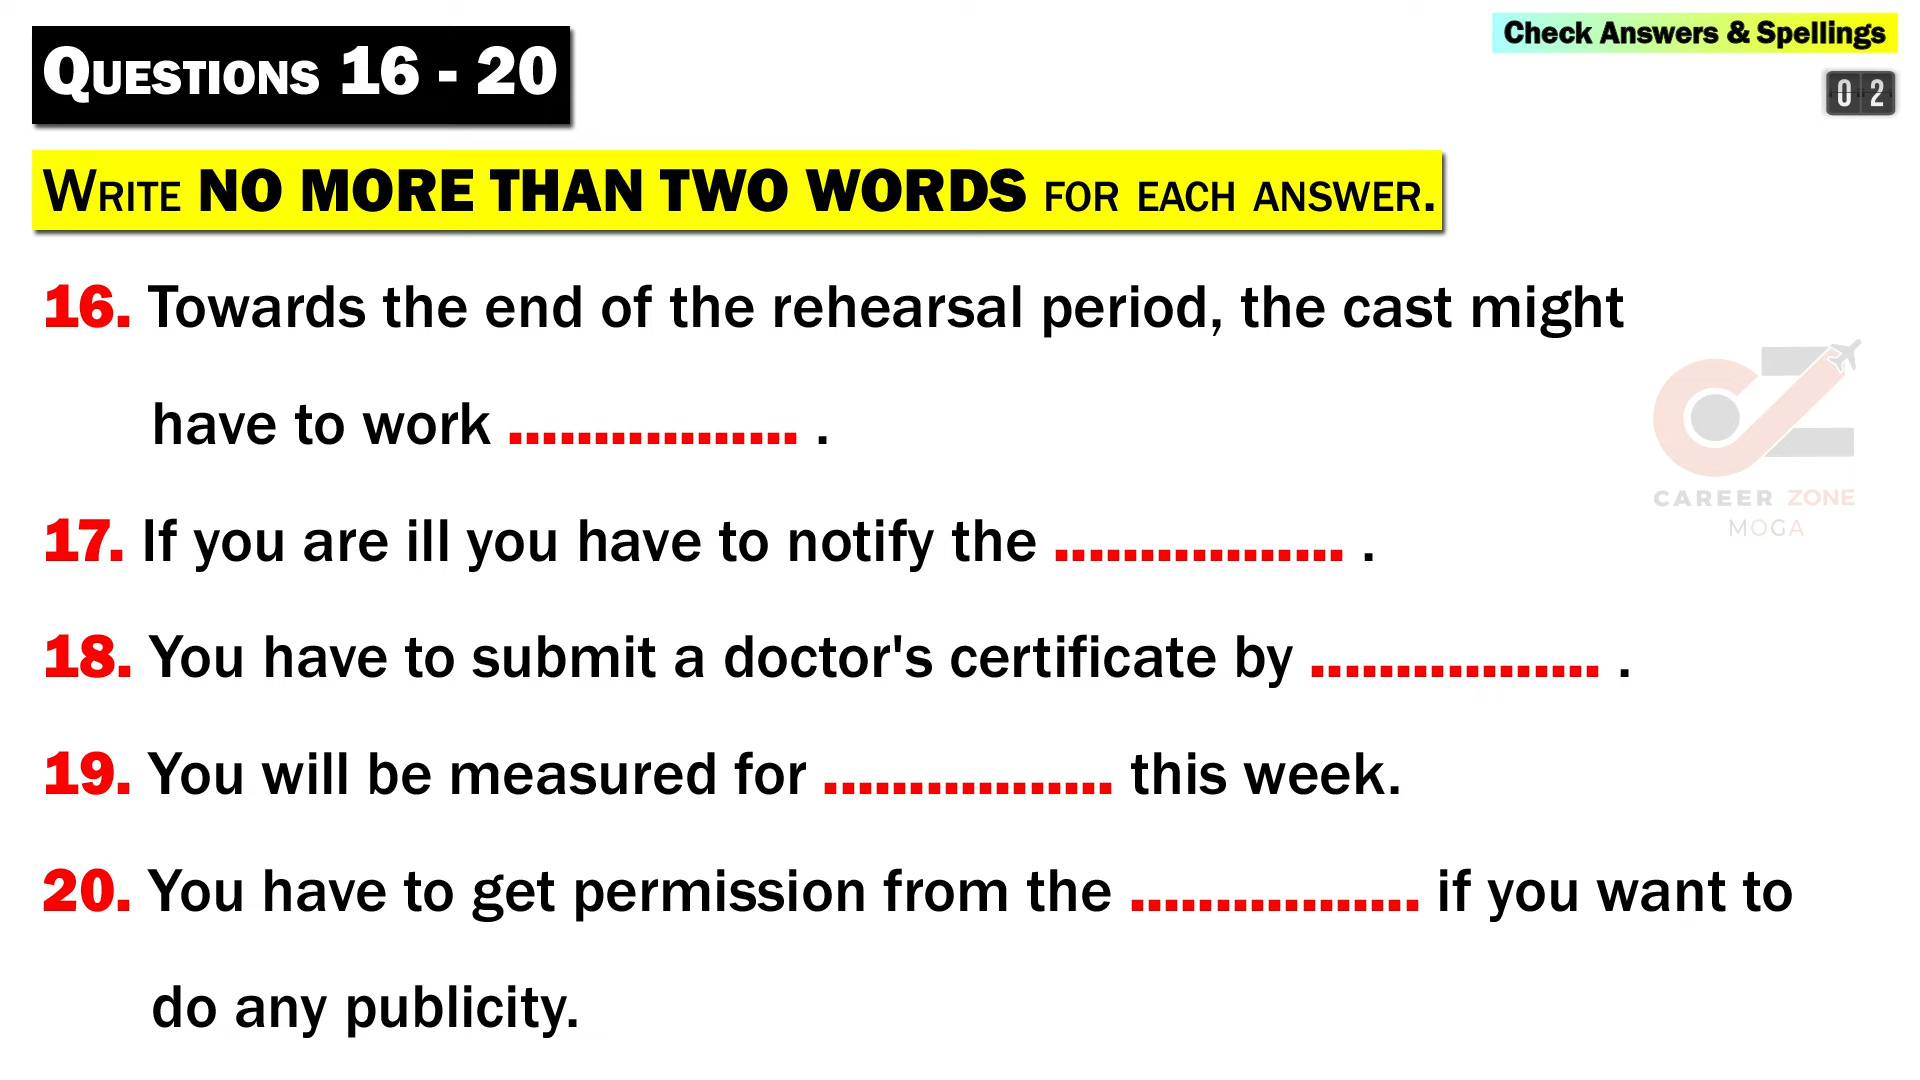 QUESTIONS 16 - 20
Check Answers & Spellings
02
WRITE NO MORE THAN TWO WORDS FOR EACH ANSWER.
16. Towards the end of the rehearsal period, the cast might
have to work ................. .
17. If you are ill you have to notify the ................. .
18. You have to submit a doctor's certificate by ................. .
19. You will be measured for ................. this week.
20. You have to get permission from the ................. if you want to
do any publicity.
CAREER ZONE
MOGA